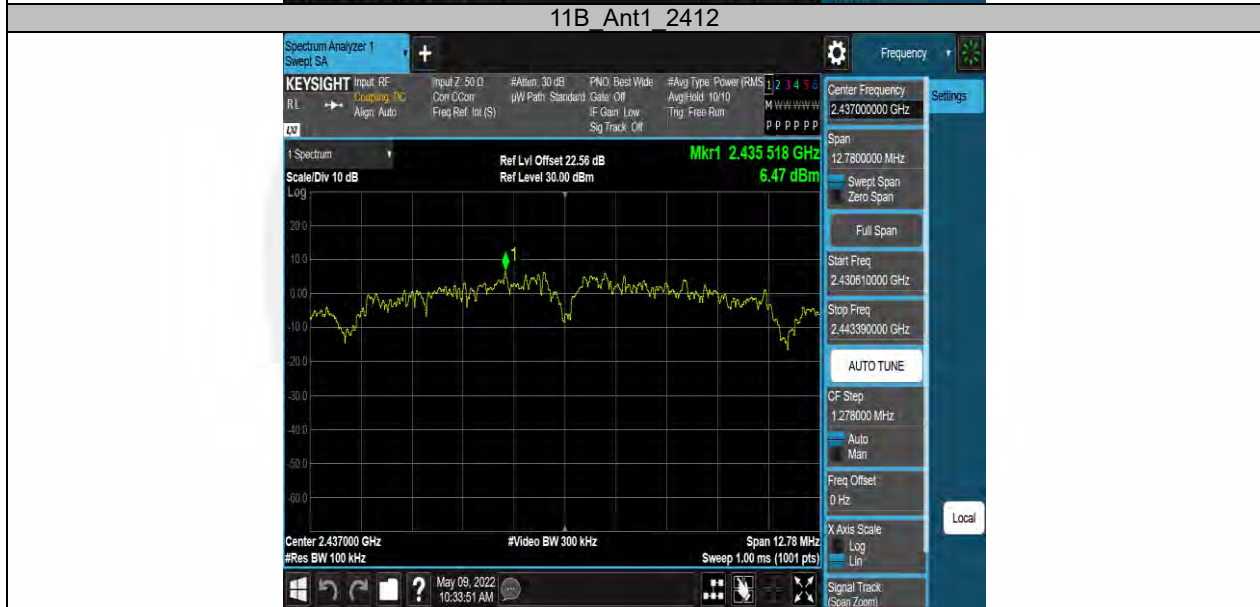 11B_Ant1_2412
Spectrum Analyzer 1
Swept SA
+
Frequency
KEYSIGHT
RL
LXI
Input: RF
Coupling: DC
Align: Auto
Input Z: 50 Ω
Corr CCorr
Freq Ref: Int (S)
#Atten: 30 dB
µW Path: Standard
PNO: Best Wide
Gate: Off
IF Gain: Low
Sig Track: Off
#Avg Type: Power (RMS
Avg|Hold: 10/10
Trig: Free Run
1 2 3 4 5 6
M W W W W W
P P P P P P
1 Spectrum
Scale/Div 10 dB
Log
Ref Lvl Offset 22.56 dB
Ref Level 30.00 dBm
Mkr1 2.435 518 GHz
6.47 dBm
20.0
10.0
0.00
-10.0
-20.0
-30.0
-40.0
-50.0
-60.0
1
Center 2.437000 GHz
#Res BW 100 kHz
#Video BW 300 kHz
Span 12.78 MHz
Sweep 1.00 ms (1001 pts)
Center Frequency
2.437000000 GHz
Settings
Span
12.7800000 MHz
Swept Span
Zero Span
Full Span
Start Freq
2.430610000 GHz
Stop Freq
2.443390000 GHz
AUTO TUNE
CF Step
1.278000 MHz
Auto
Man
Freq Offset
0 Hz
X Axis Scale
Log
Lin
Local
Signal Track
(Span Zoom)
?
May 09, 2022
10:33:51 AM